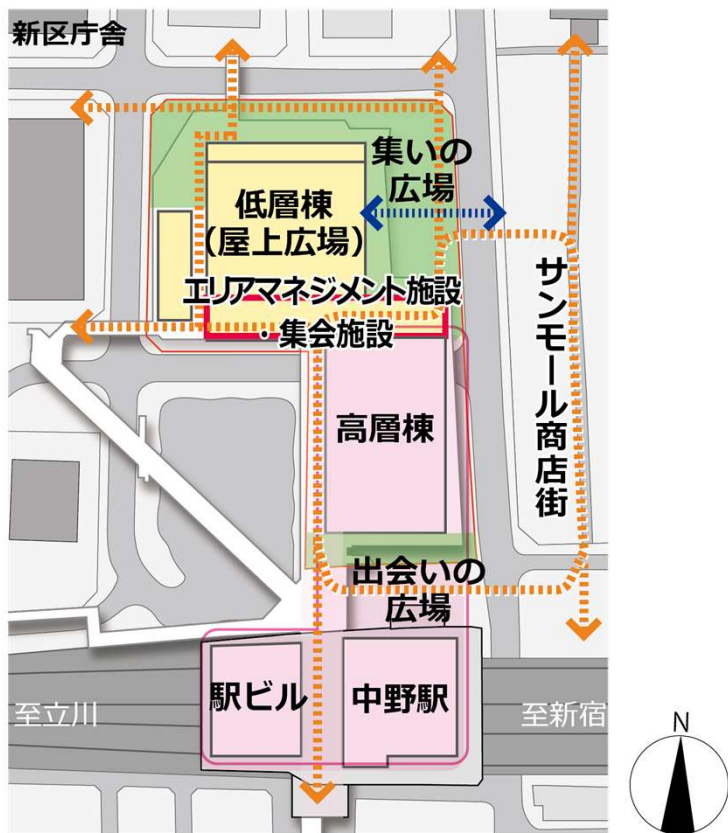 新区庁舎
集いの
広場
低層棟
（屋上広場）
エリアマネジメント施設
・集会施設
サンモール商店街
高層棟
出会いの
広場
駅ビル
中野駅
至立川
至新宿
N